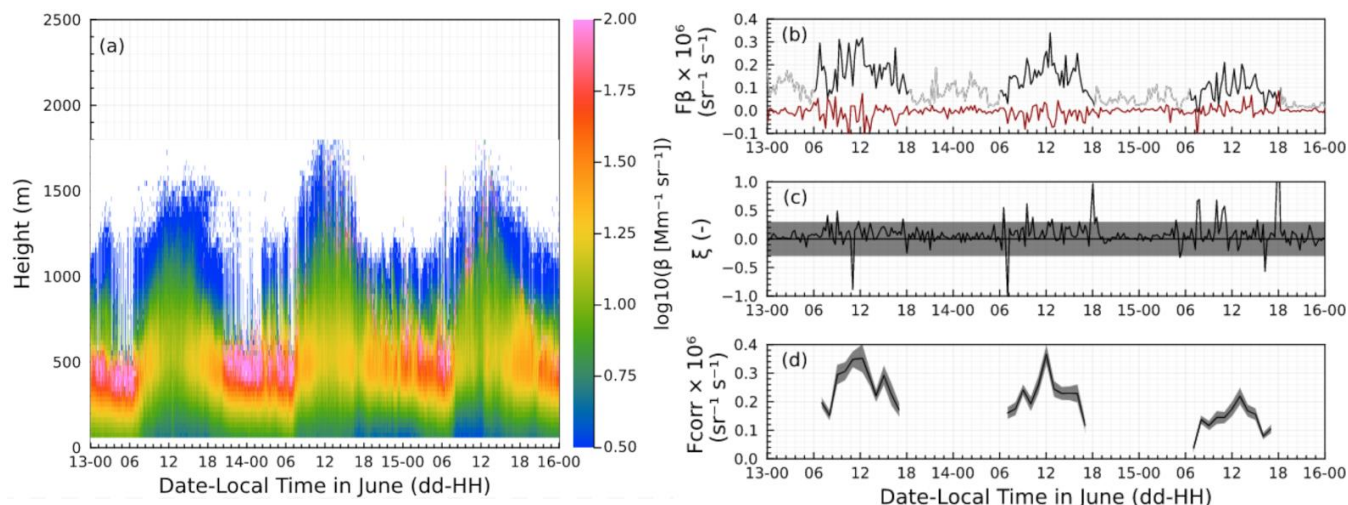 (a)
2500
2000
1500
1000
500
0
Height (m)
13-00 06 12 18 14-00 06 12 18 15-00 06 12 18 16-00
Date-Local Time in June (dd-HH)
2.00
1.75
1.50
1.25
1.00
0.75
0.50
log10(β [Mm⁻¹ sr⁻¹])
(b)
0.4
0.3
0.2
0.1
0.0
−0.1
Fβ × 10⁶
(sr⁻¹ s⁻¹)
13-00 06 12 18 14-00 06 12 18 15-00 06 12 18 16-00
(c)
1.0
0.5
0.0
−0.5
−1.0
ξ (-)
13-00 06 12 18 14-00 06 12 18 15-00 06 12 18 16-00
(d)
0.4
0.3
0.2
0.1
0.0
Fcorr × 10⁶
(sr⁻¹ s⁻¹)
13-00 06 12 18 14-00 06 12 18 15-00 06 12 18 16-00
Date-Local Time in June (dd-HH)